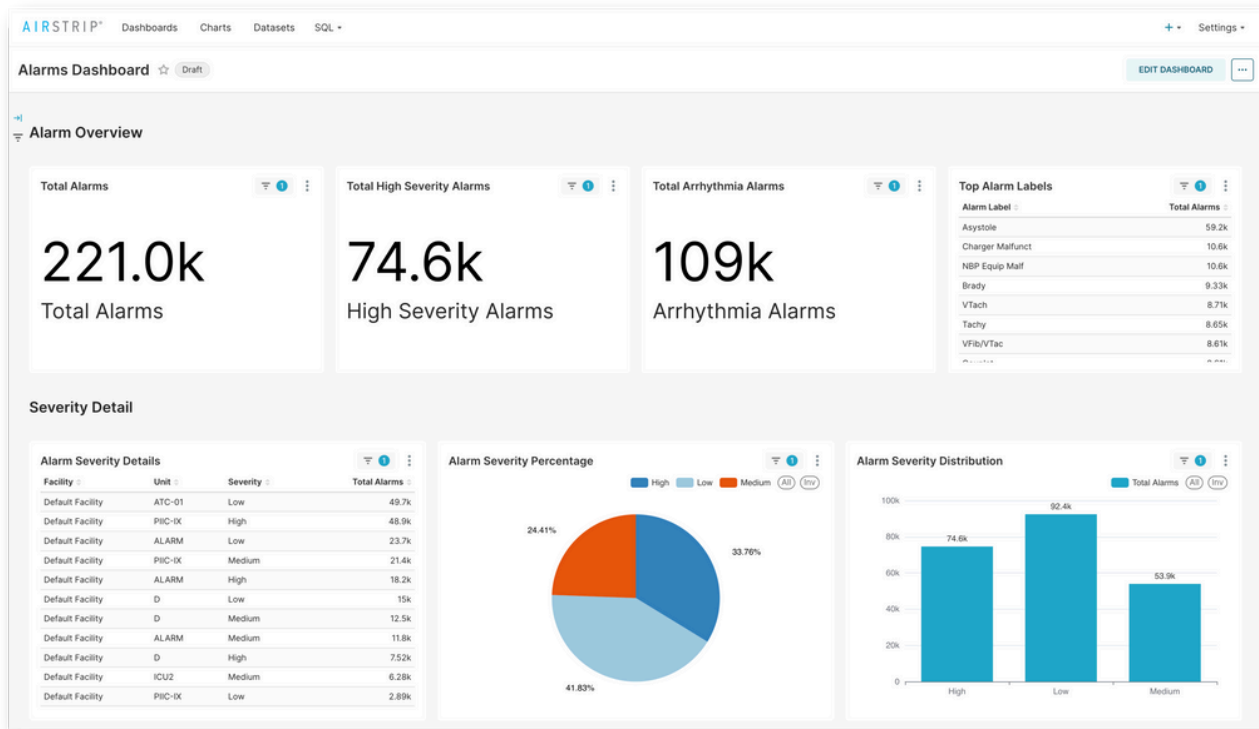 AIRSTRIP® Dashboards Charts Datasets SQL Settings
Alarms Dashboard Draft EDIT DASHBOARD ...
Alarm Overview
Total Alarms 1
221.0k
Total Alarms
Total High Severity Alarms 1
74.6k
High Severity Alarms
Total Arrhythmia Alarms 1
109k
Arrhythmia Alarms
Top Alarm Labels 1
Alarm Label Total Alarms
Asystole 59.2k
Charger Malfunct 10.6k
NBP Equip Malf 10.6k
Brady 9.33k
VTach 8.71k
Tachy 8.65k
VFib/VTac 8.61k
Severity Detail
Alarm Severity Details 1
Facility Unit Severity Total Alarms
Default Facility ATC-01 Low 49.7k
Default Facility PIIC-IX High 48.9k
Default Facility ALARM Low 23.7k
Default Facility PIIC-IX Medium 21.4k
Default Facility ALARM High 18.2k
Default Facility D Low 15k
Default Facility D Medium 12.5k
Default Facility ALARM Medium 11.8k
Default Facility D High 7.52k
Default Facility ICU2 Medium 6.28k
Default Facility PIIC-IX Low 2.89k
Alarm Severity Percentage 1
High Low Medium All Inv
24.41%
33.76%
41.83%
Alarm Severity Distribution 1
Total Alarms All Inv
100k
92.4k
80k
74.6k
60k
53.9k
40k
20k
0
High Low Medium